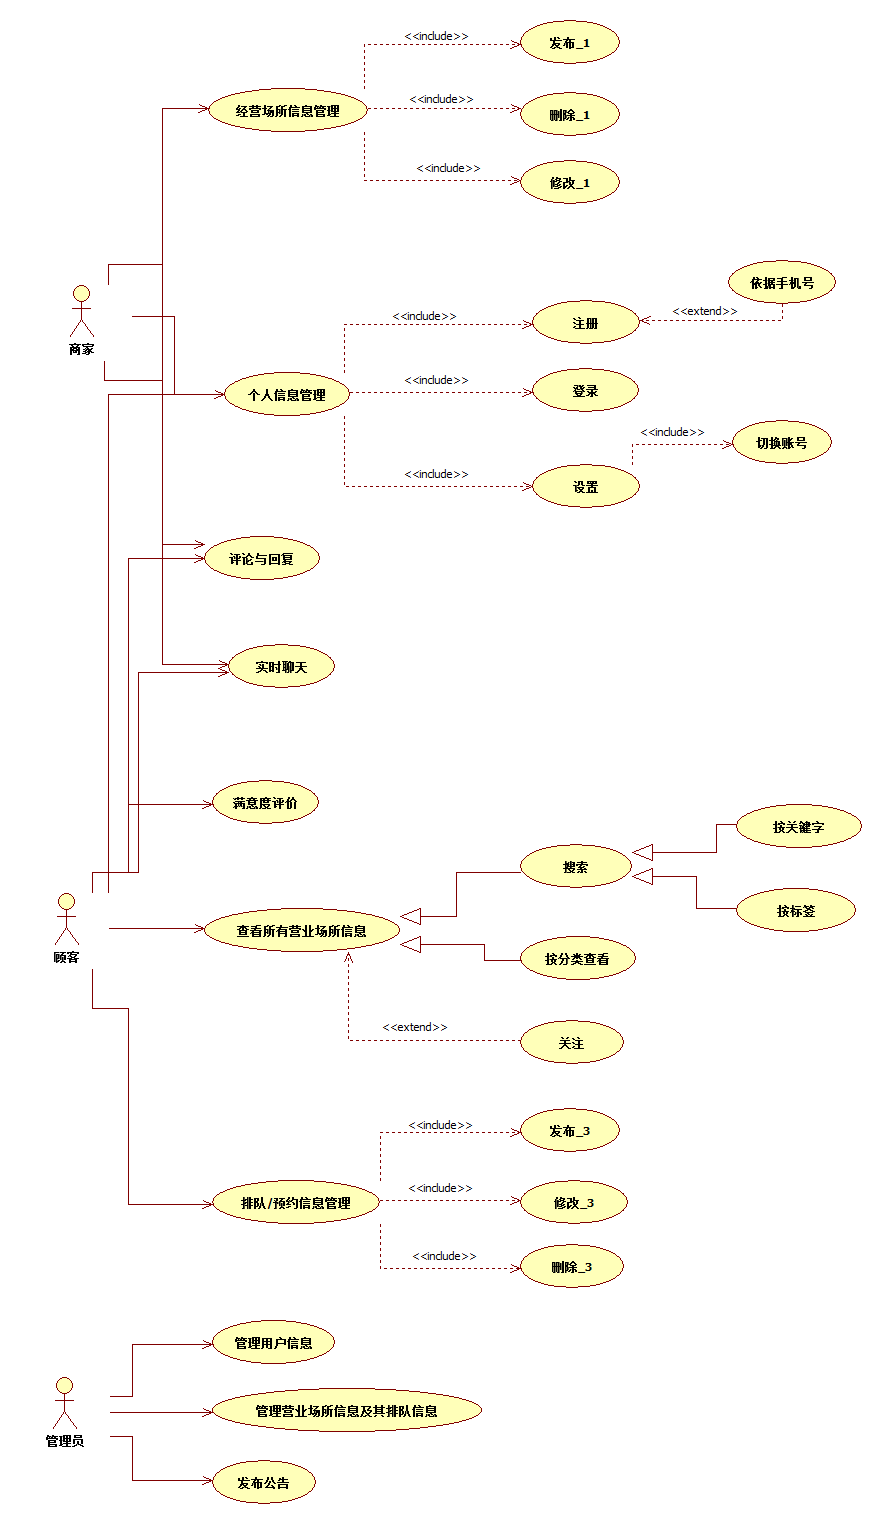 <<include>>
发布_1
<<include>>
经营场所信息管理
删除_1
<<include>>
修改_1
依据手机号
<<include>>
<<extend>>
注册
商家
<<include>>
个人信息管理
登录
<<include>>
切换账号
<<include>>
设置
评论与回复
实时聊天
满意度评价
按关键字
搜索
按标签
查看所有营业场所信息
顾客
按分类查看
<<extend>>
关注
<<include>>
发布_3
<<include>>
排队/预约信息管理
修改_3
<<include>>
删除_3
管理用户信息
管理营业场所信息及其排队信息
管理员
发布公告